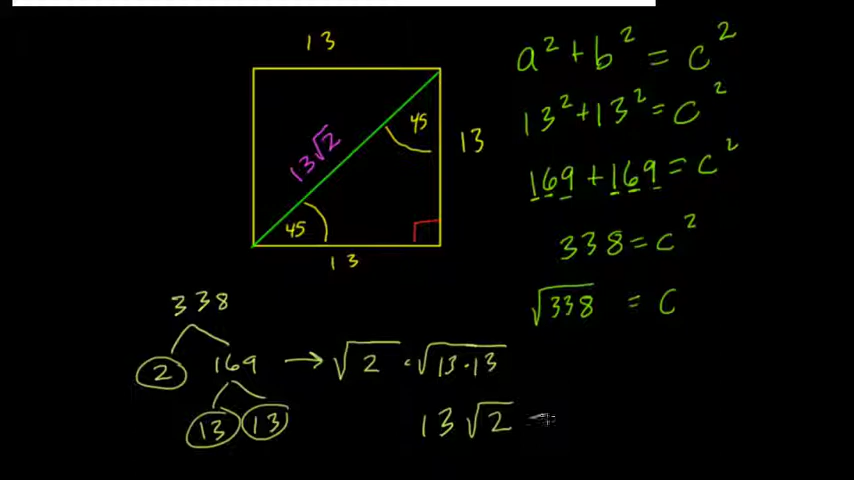 13
a² + b² = c²
45
13² + 13² = c²
13√2
13
169 + 169 = c²
45
338 = c²
13
338
√338 = c
2 169 → √2 · √13·13
13 13
13√2